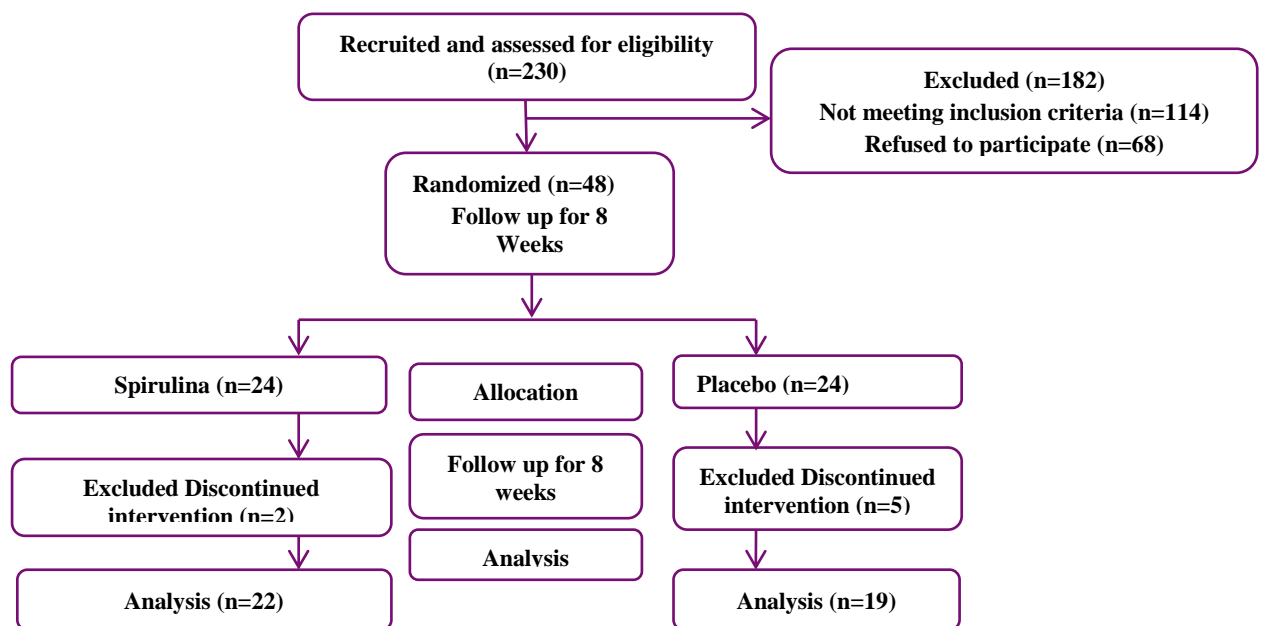 Recruited and assessed for eligibility
(n=230)
Excluded (n=182)
Not meeting inclusion criteria (n=114)
Refused to participate (n=68)
Randomized (n=48)
Follow up for 8
Weeks
Spirulina (n=24)
Allocation
Placebo (n=24)
Excluded Discontinued
intervention (n=2)
Follow up for 8
weeks
Excluded Discontinued
intervention (n=5)
Analysis
Analysis (n=22)
Analysis (n=19)